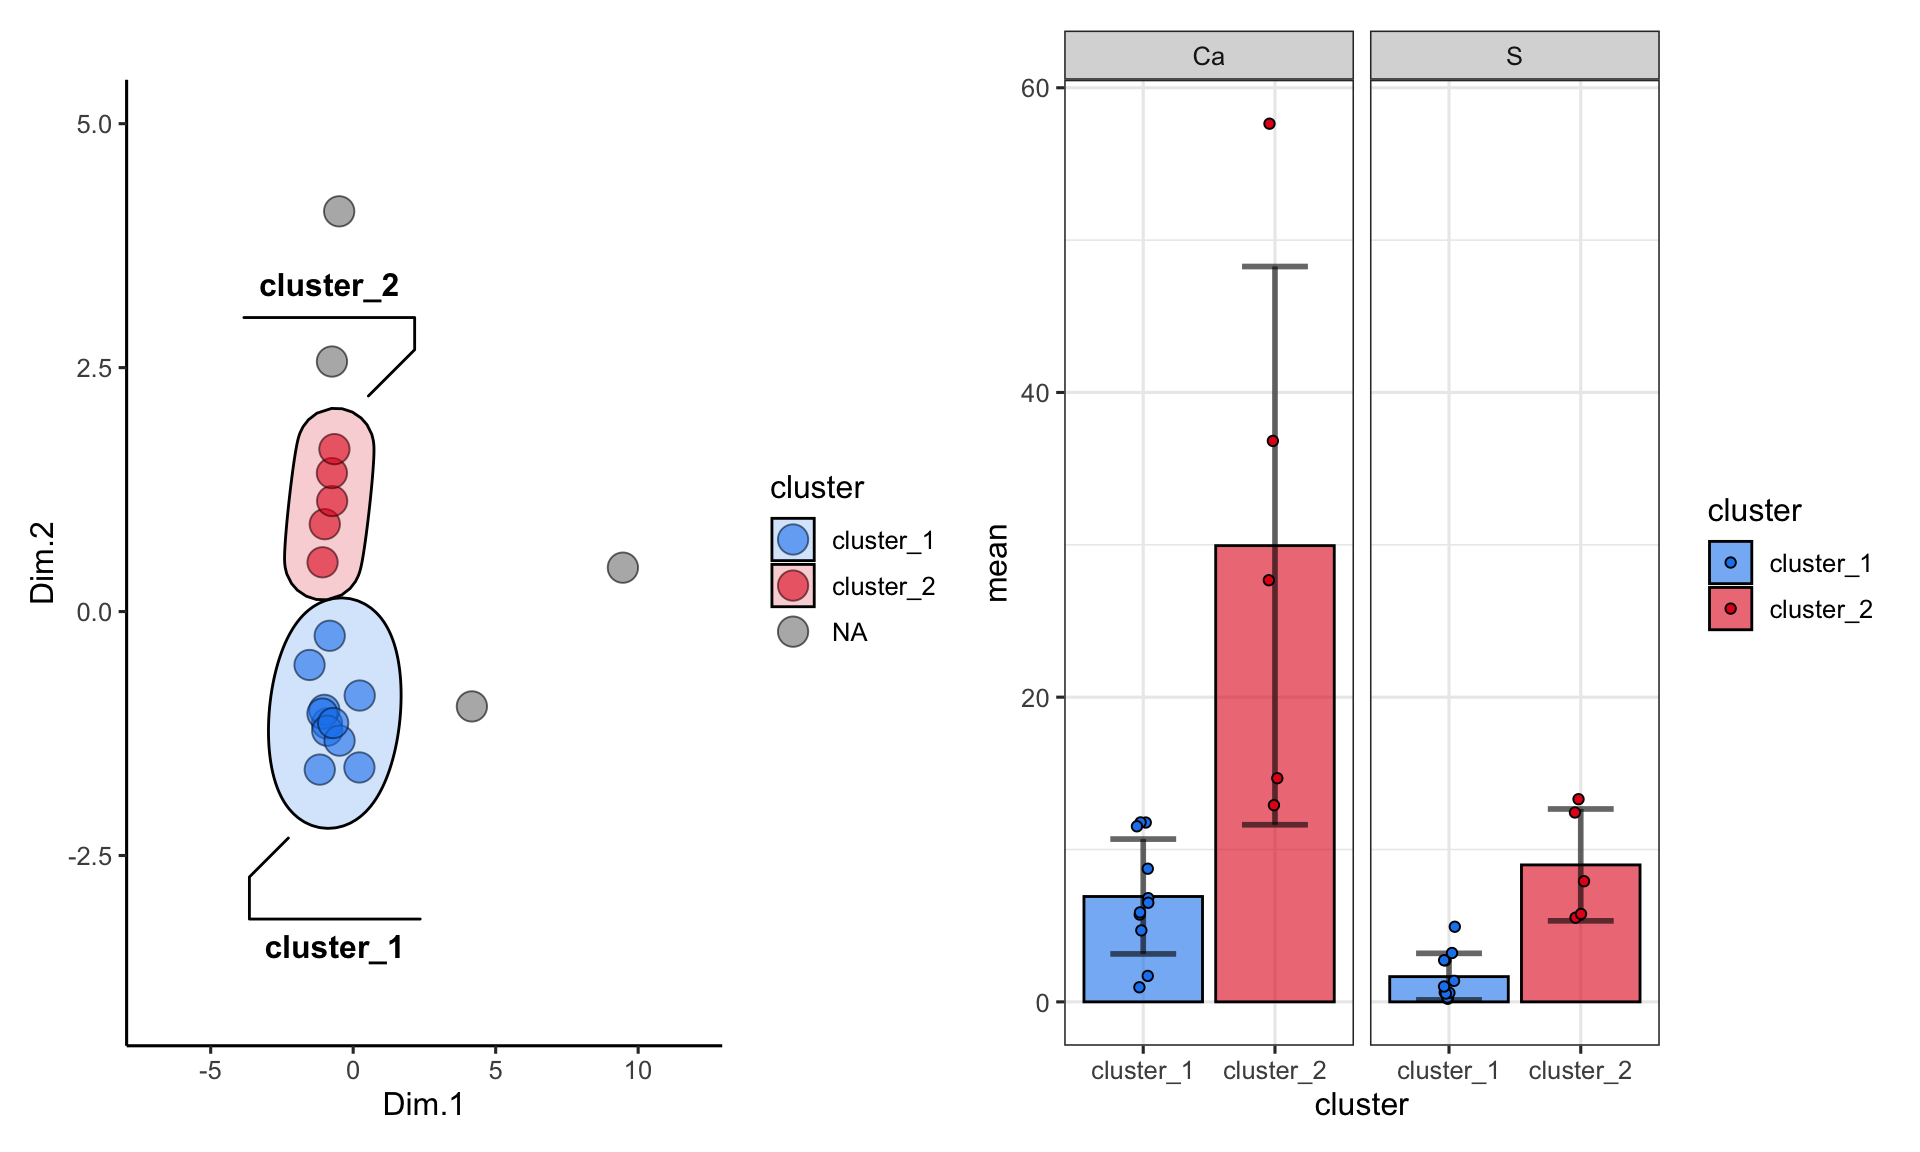 5.0
2.5
0.0
-2.5
Dim.2
cluster_2
cluster_1
-5 0 5 10
Dim.1
cluster
cluster_1
cluster_2
NA
Ca S
60
40
20
0
mean
cluster_1 cluster_2 cluster_1 cluster_2
cluster
cluster
cluster_1
cluster_2